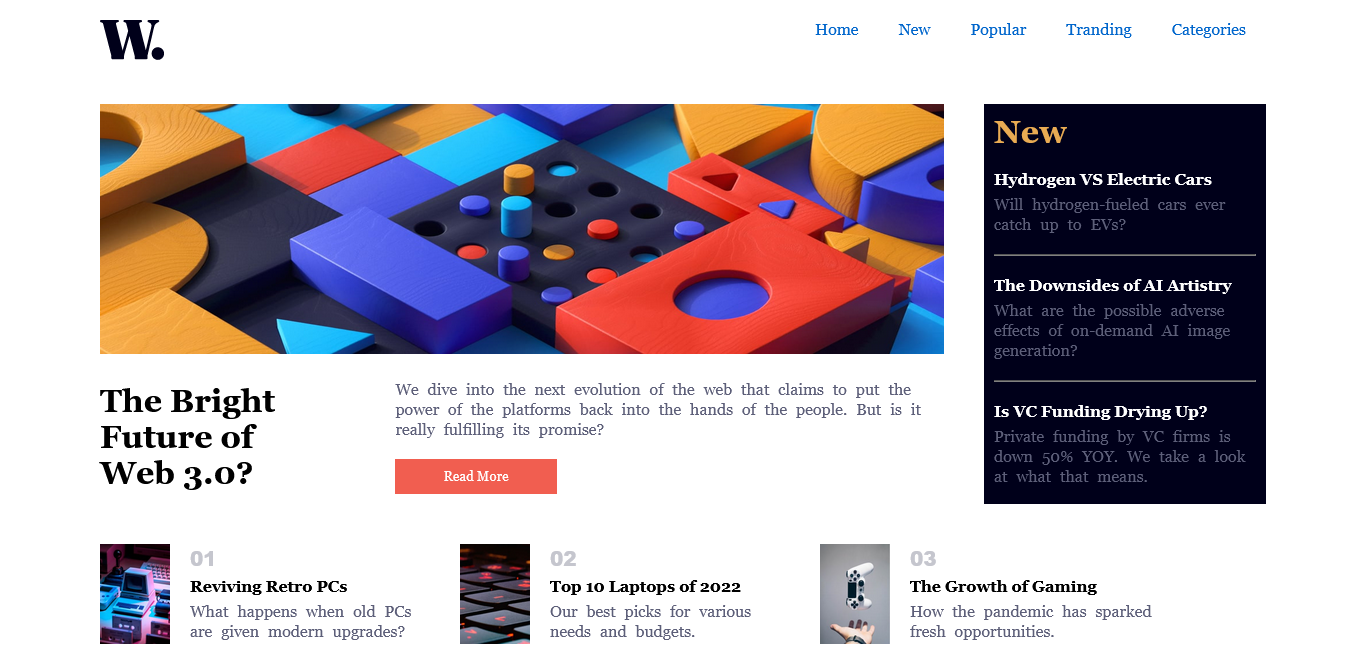 W.
Home New Popular Tranding Categories
The Bright
Future of
Web 3.0?
We dive into the next evolution of the web that claims to put the
power of the platforms back into the hands of the people. But is it
really fulfilling its promise?
Read More
New
Hydrogen VS Electric Cars
Will hydrogen-fueled cars ever
catch up to EVs?
The Downsides of AI Artistry
What are the possible adverse
effects of on-demand AI image
generation?
Is VC Funding Drying Up?
Private funding by VC firms is
down 50% YOY. We take a look
at what that means.
01
Reviving Retro PCs
What happens when old PCs
are given modern upgrades?
02
Top 10 Laptops of 2022
Our best picks for various
needs and budgets.
03
The Growth of Gaming
How the pandemic has sparked
fresh opportunities.